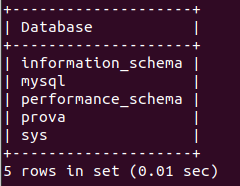 +--------------------+
| Database           |
+--------------------+
| information_schema |
| mysql              |
| performance_schema |
| prova              |
| sys                |
+--------------------+
5 rows in set (0.01 sec)